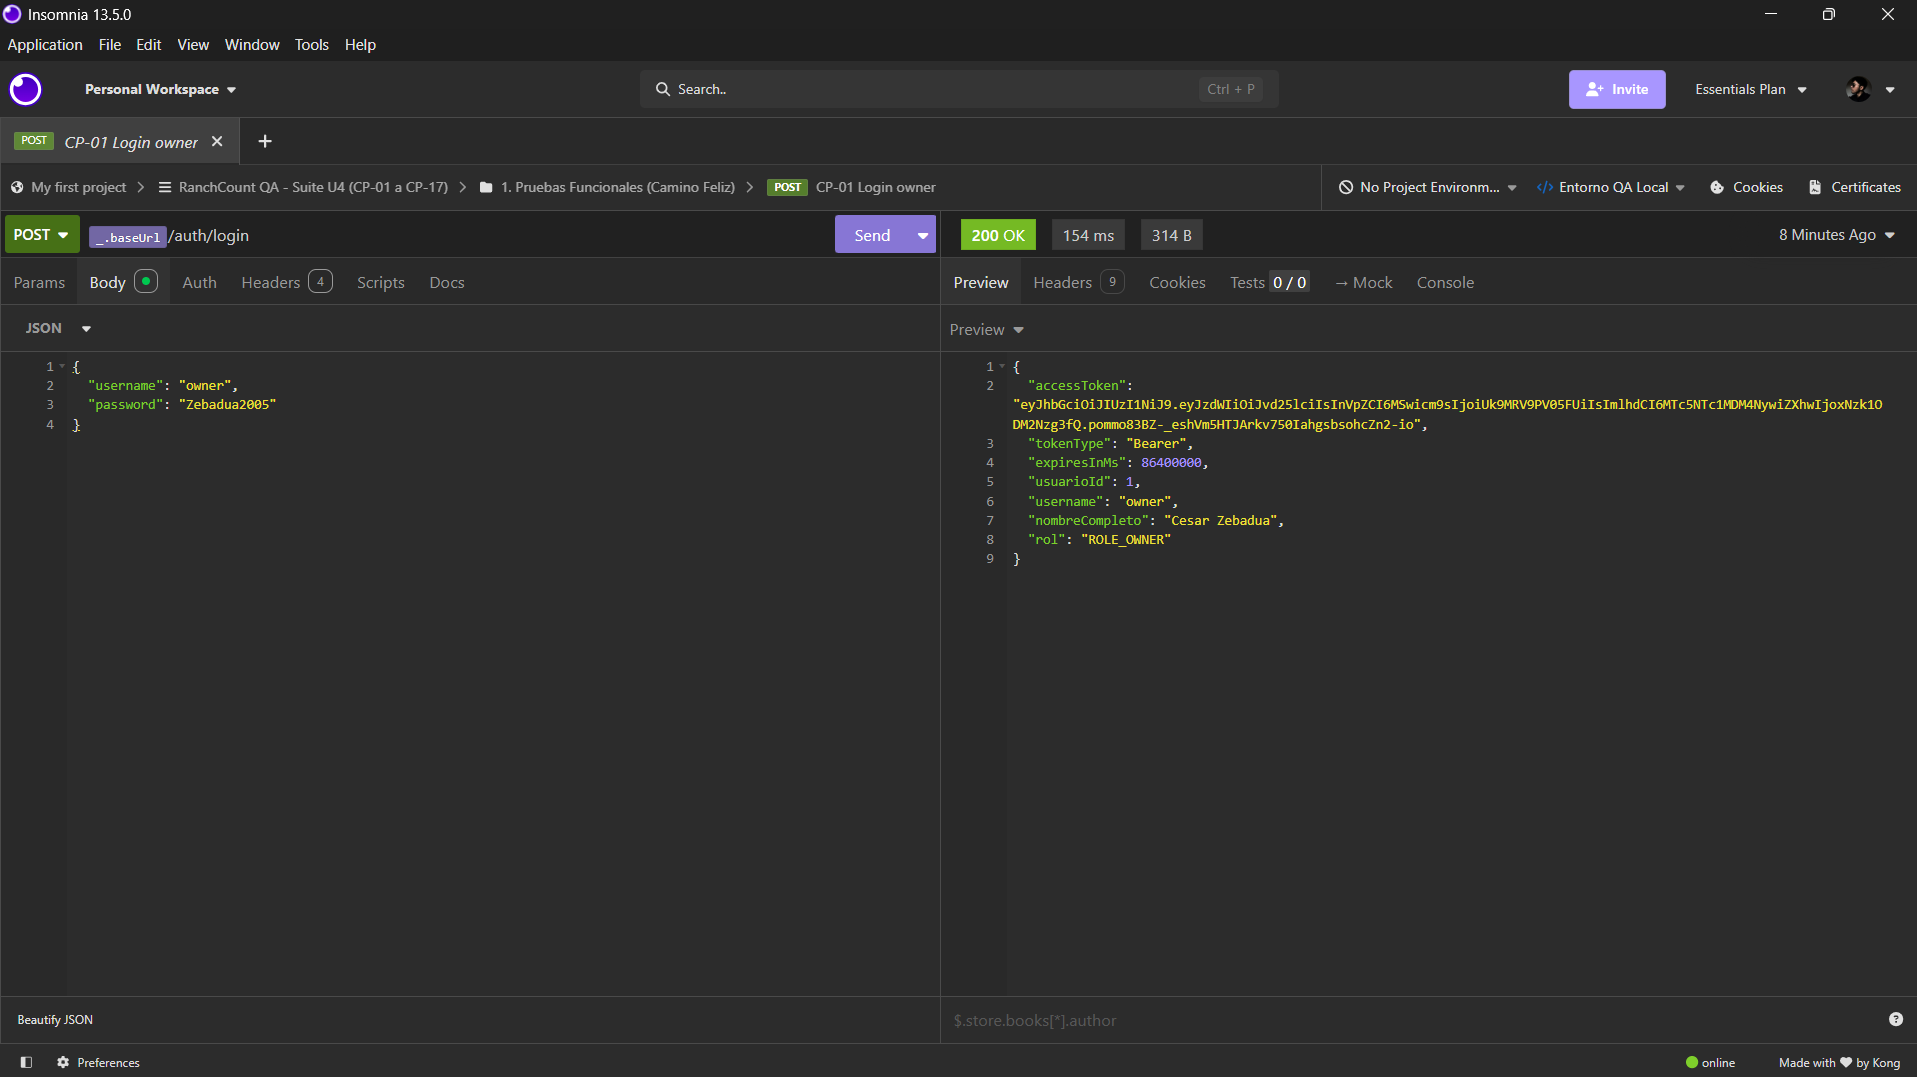 Insomnia 13.5.0
Application File Edit View Window Tools Help
Personal Workspace
Search..
Ctrl + P
Invite
Essentials Plan
POST CP-01 Login owner
My first project
RanchCount QA - Suite U4 (CP-01 a CP-17)
1. Pruebas Funcionales (Camino Feliz)
POST CP-01 Login owner
No Project Environm...
</> Entorno QA Local
Cookies
Certificates
POST
_.baseUrl/auth/login
Send
200 OK
154 ms
314 B
8 Minutes Ago
Params Body Auth Headers 4 Scripts Docs
Preview Headers 9 Cookies Tests 0 / 0 → Mock Console
JSON
Preview
1 {
2 "username": "owner",
3 "password": "Zebadua2005"
4 }
1 {
2 "accessToken":
"eyJhbGciOiJIUzI1NiJ9.eyJzdWIiOiJvd25lciIsInVpZCI6MSwicm9sIjoiUk9MRV9PV05FUiIsImlhdCI6MTc5NTc1MDM4NywiZXhwIjoxNzk1O
DM2Nzg3fQ.pommo83BZ-_eshVm5HTJArkv750IahgsbsohcZn2-io",
3 "tokenType": "Bearer",
4 "expiresInMs": 86400000,
5 "usuarioId": 1,
6 "username": "owner",
7 "nombreCompleto": "Cesar Zebadua",
8 "rol": "ROLE_OWNER"
9 }
Beautify JSON
$.store.books[*].author
Preferences
online
Made with ♥ by Kong